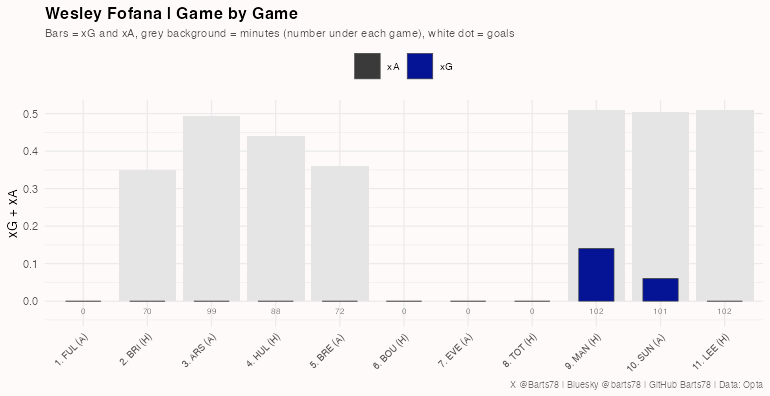 Wesley Fofana | Game by Game
Bars = xG and xA, grey background = minutes (number under each game), white dot = goals
xA xG
xG + xA
0.5
0.4
0.3
0.2
0.1
0.0
0 70 99 88 72 0 0 0 102 101 102
1. FUL (A) 2. BRI (H) 3. ARS (A) 4. HUL (H) 5. BRE (A) 6. BOU (H) 7. EVE (A) 8. TOT (H) 9. MAN (H) 10. SUN (A) 11. LEE (H)
X @Barts78 | Bluesky @barts78 | GitHub Barts78 | Data: Opta